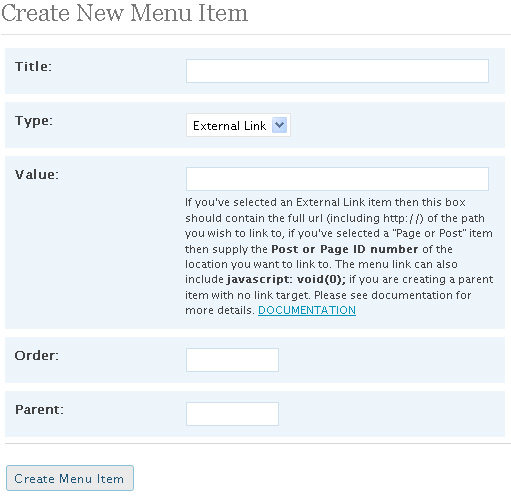 Create New Menu Item
Title:
Type:
External Link
Value:
If you've selected an External Link item then this box
should contain the full url (including http://) of the path
you wish to link to, if you've selected a "Page or Post" item
then supply the Post or Page ID number of the
location you want to link to. The menu link can also
include javascript: void(0); if you are creating a parent
item with no link target. Please see documentation for
more details. DOCUMENTATION
Order:
Parent:
Create Menu Item